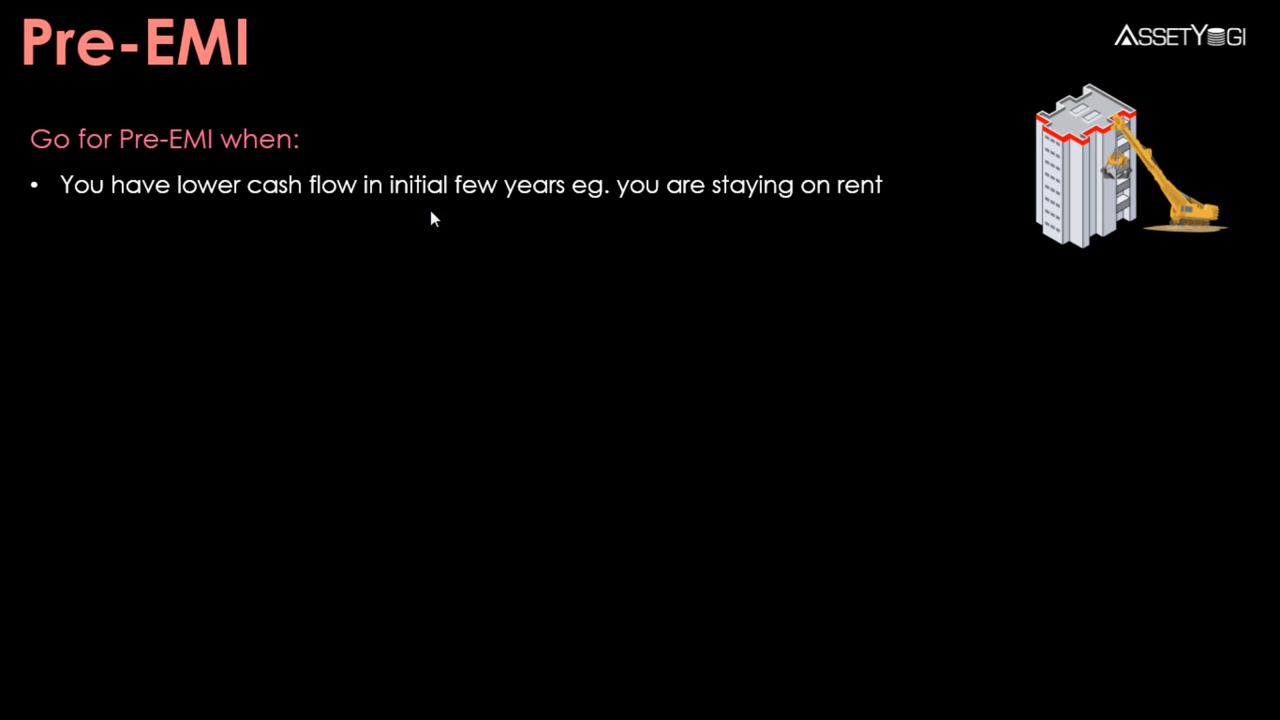 Pre-EMI
ASSETYOGI
Go for Pre-EMI when:
• You have lower cash flow in initial few years eg. you are staying on rent